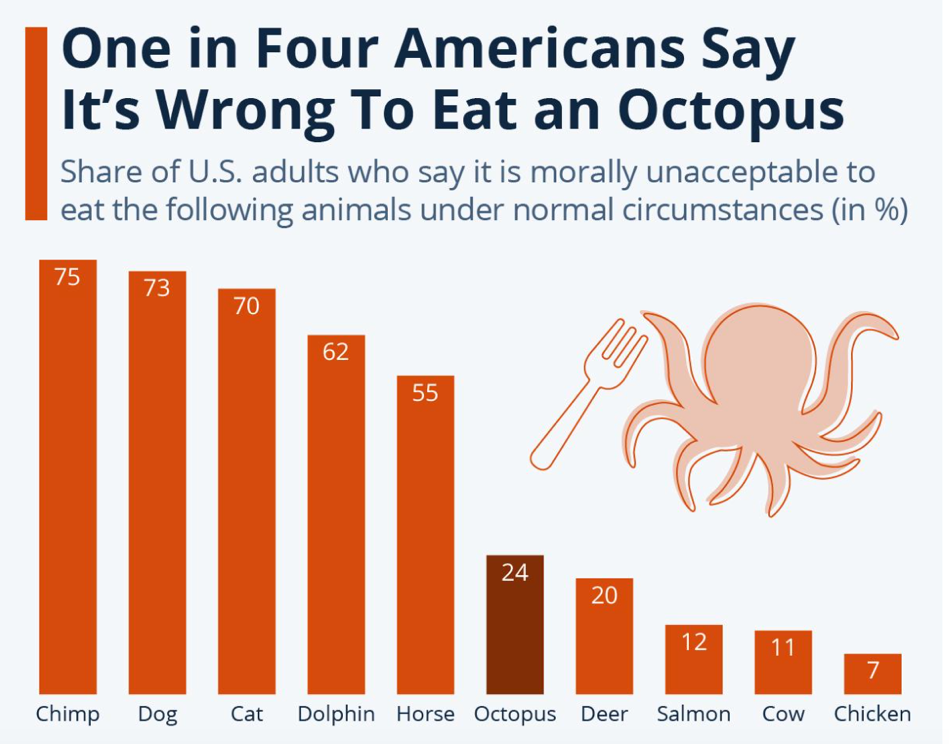 One in Four Americans Say
It’s Wrong To Eat an Octopus
Share of U.S. adults who say it is morally unacceptable to
eat the following animals under normal circumstances (in %)
75
73
70
62
55
24
20
12
11
7
Chimp Dog Cat Dolphin Horse Octopus Deer Salmon Cow Chicken